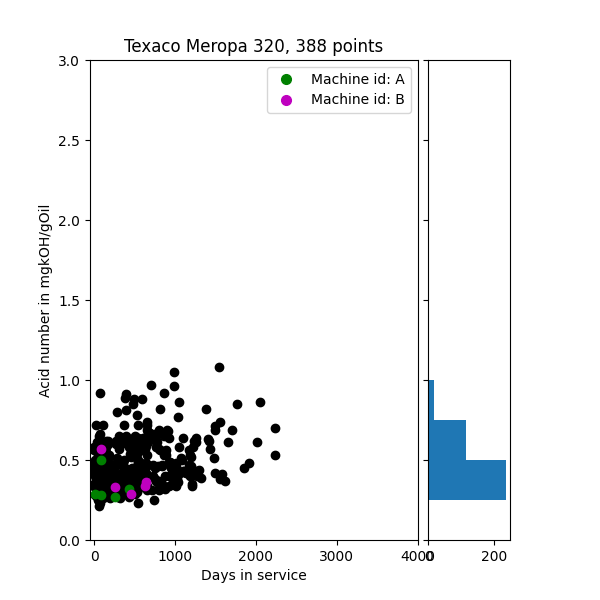 Texaco Meropa 320, 388 points
Machine id: A
Machine id: B
3.0
2.5
2.0
1.5
1.0
0.5
0.0
Acid number in mgkOH/gOil
0
1000
2000
3000
4000
0
200
Days in service